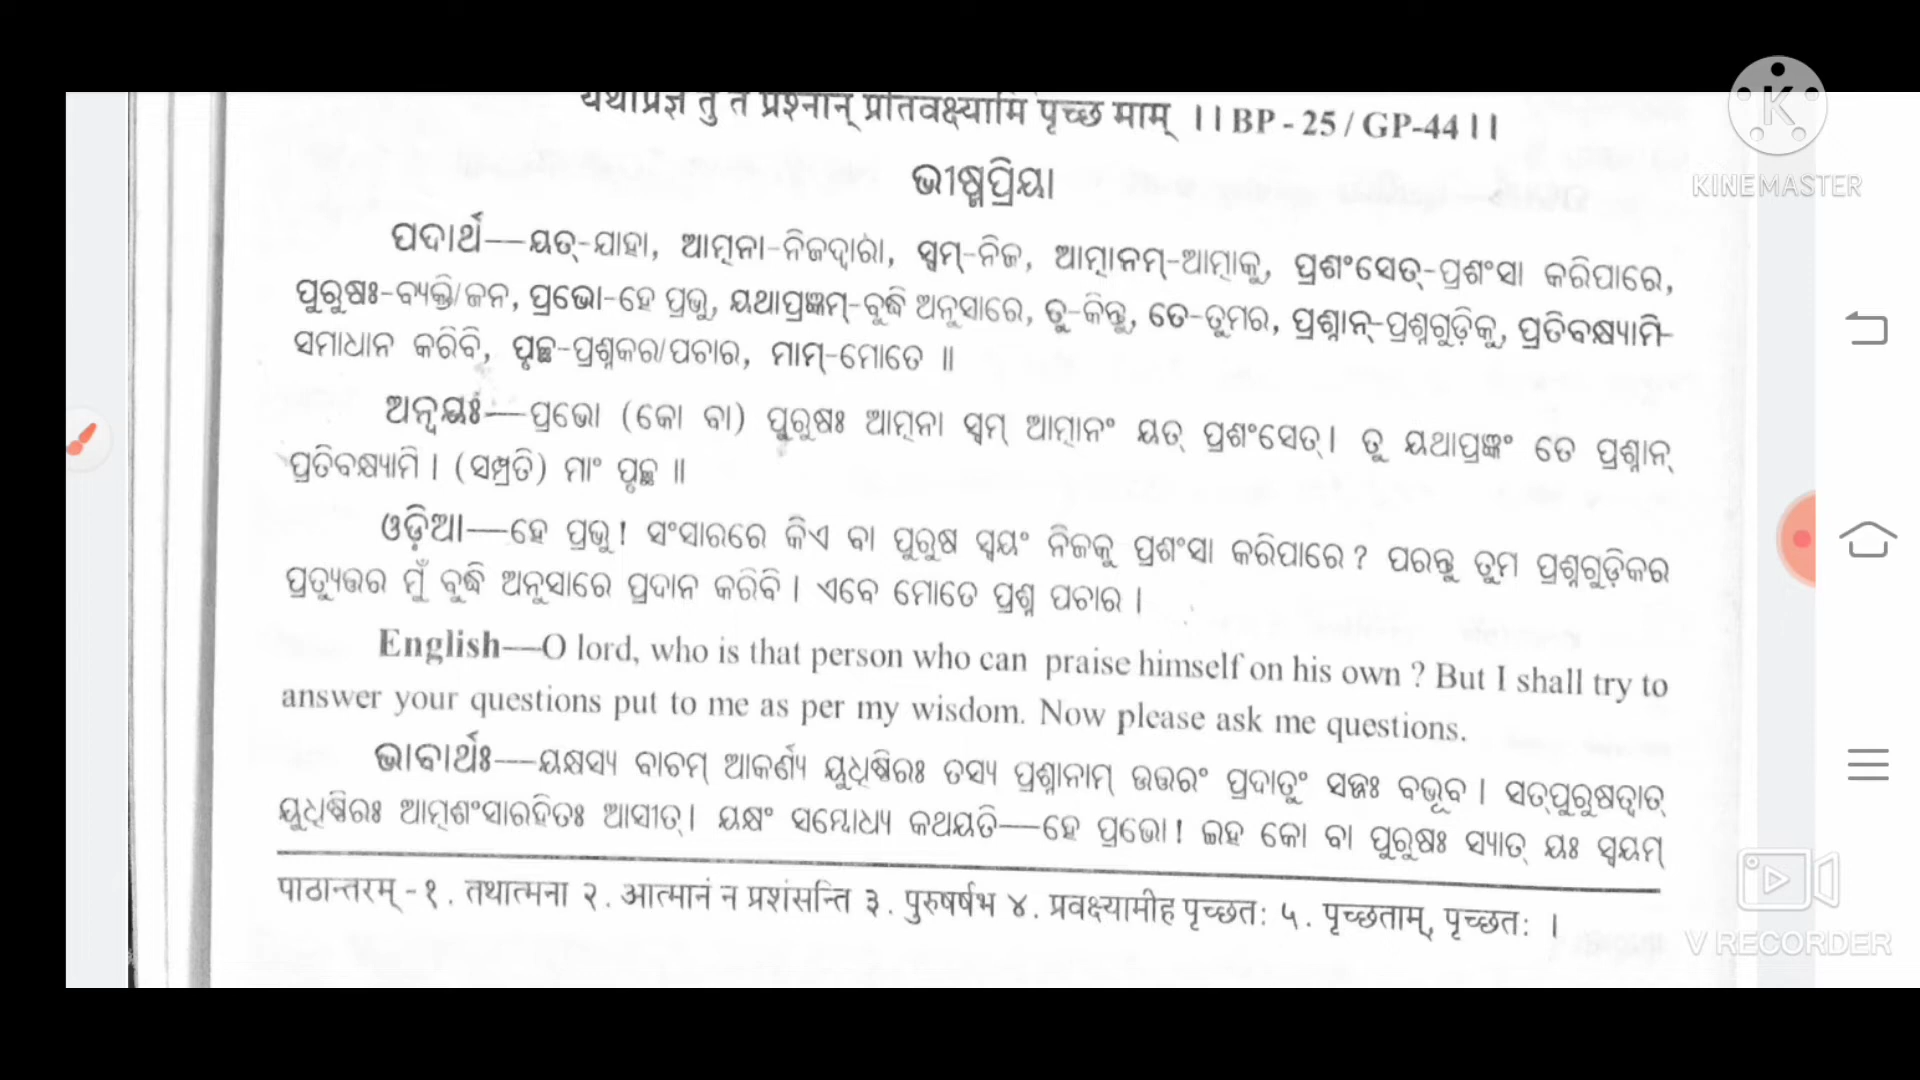 यथाप्रज्ञं तु ते प्रश्नान् प्रतिवक्ष्यामि पृच्छ माम् ।। BP - 25 / GP-44 ।।
ଭୀଷ୍ମପ୍ରିୟା
ପଦାର୍ଥ—ୟତ୍-ଯାହା, ଆତ୍ମନା-ନିଜଦ୍ୱାରା, ସ୍ୱମ୍-ନିଜ, ଆତ୍ମାନମ୍-ଆତ୍ମାକୁ, ପ୍ରଶଂସେତ୍-ପ୍ରଶଂସା କରିପାରେ,
ପୁରୁଷଃ-ବ୍ୟକ୍ତି/ଜନ, ପ୍ରଭୋ-ହେ ପ୍ରଭୁ, ୟଥାପ୍ରଜ୍ଞମ୍-ବୁଦ୍ଧି ଅନୁସାରେ, ତୁ-କିନ୍ତୁ, ତେ-ତୁମର, ପ୍ରଶ୍ନାନ୍-ପ୍ରଶ୍ନଗୁଡ଼ିକୁ, ପ୍ରତିବକ୍ଷ୍ୟାମି-
ସମାଧାନ କରିବି, ପୃଚ୍ଛ-ପ୍ରଶ୍ନକର/ପଚାର, ମାମ୍-ମୋତେ ॥
ଅନ୍ୱୟଃ—ପ୍ରଭୋ (କୋ ବା) ପୁରୁଷଃ ଆତ୍ମନା ସ୍ୱମ୍ ଆତ୍ମାନଂ ୟତ୍ ପ୍ରଶଂସେତ୍। ତୁ ୟଥାପ୍ରଜ୍ଞଂ ତେ ପ୍ରଶ୍ନାନ୍
ପ୍ରତିବକ୍ଷ୍ୟାମି। (ସମ୍ପ୍ରତି) ମାଂ ପୃଚ୍ଛ ॥
ଓଡ଼ିଆ—ହେ ପ୍ରଭୁ! ସଂସାରରେ କିଏ ବା ପୁରୁଷ ସ୍ୱୟଂ ନିଜକୁ ପ୍ରଶଂସା କରିପାରେ? ପରନ୍ତୁ ତୁମ ପ୍ରଶ୍ନଗୁଡ଼ିକର
ପ୍ରତ୍ୟୁତ୍ତର ମୁଁ ବୁଦ୍ଧି ଅନୁସାରେ ପ୍ରଦାନ କରିବି। ଏବେ ମୋତେ ପ୍ରଶ୍ନ ପଚାର।
English—O lord, who is that person who can praise himself on his own ? But I shall try to
answer your questions put to me as per my wisdom. Now please ask me questions.
ଭାବାର୍ଥଃ—ୟକ୍ଷସ୍ୟ ବାଚମ୍ ଆକର୍ଣ୍ୟ ୟୁଧିଷ୍ଠିରଃ ତସ୍ୟ ପ୍ରଶ୍ନାନାମ୍ ଉତ୍ତରଂ ପ୍ରଦାତୁଂ ସଜ୍ଜଃ ବଭୂବ। ସତ୍‌ପୁରୁଷତ୍ୱାତ୍
ୟୁଧିଷ୍ଠିରଃ ଆତ୍ମଶଂସାରହିତଃ ଆସୀତ୍। ୟକ୍ଷଂ ସମ୍ବୋଧ୍ୟ କଥୟତି—ହେ ପ୍ରଭୋ! ଇହ କୋ ବା ପୁରୁଷଃ ସ୍ୟାତ୍ ୟଃ ସ୍ୱୟମ୍
पाठान्तरम् - १. तथात्मना २. आत्मानं न प्रशंसन्ति ३. पुरुषर्षभ ४. प्रवक्ष्यामीह पृच्छतः ५. पृच्छताम्, पृच्छतः ।
KINEMASTER
V RECORDER